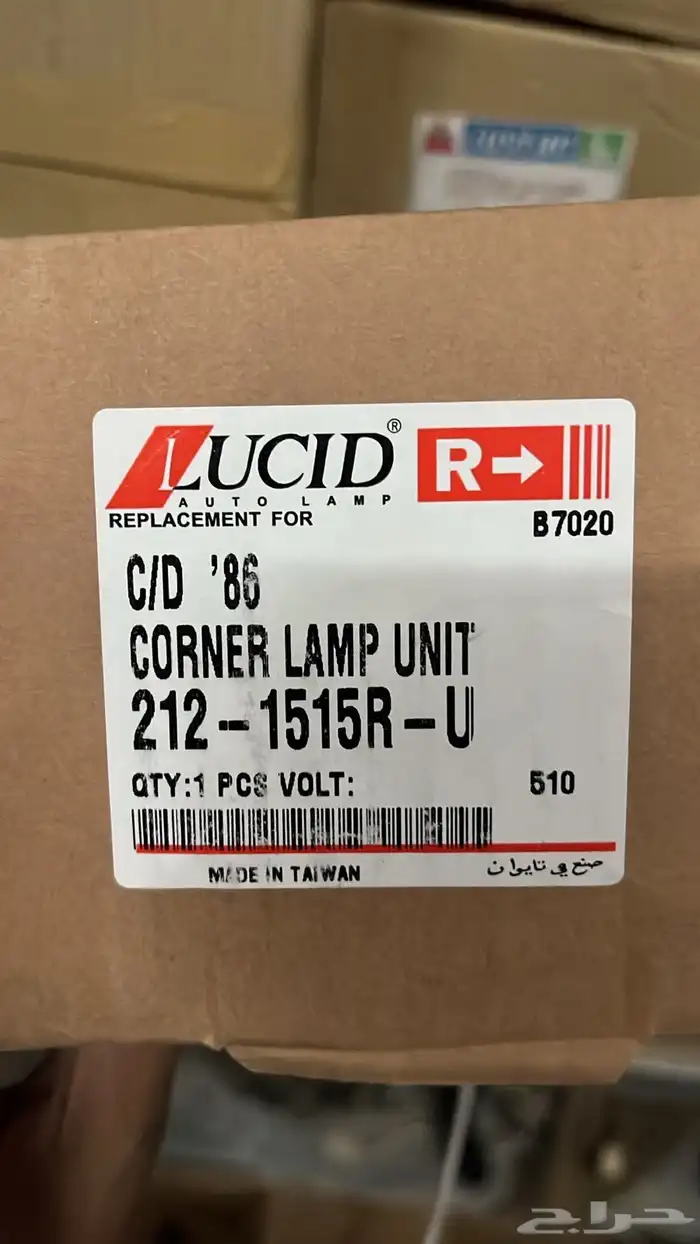 LUCID®
AUTO LAMP
R→
REPLACEMENT FOR
B7020
C/D '86
CORNER LAMP UNIT
212-1515R-U
QTY:1 PCS VOLT:
510
MADE IN TAIWAN
صنع في تايوان
حراج